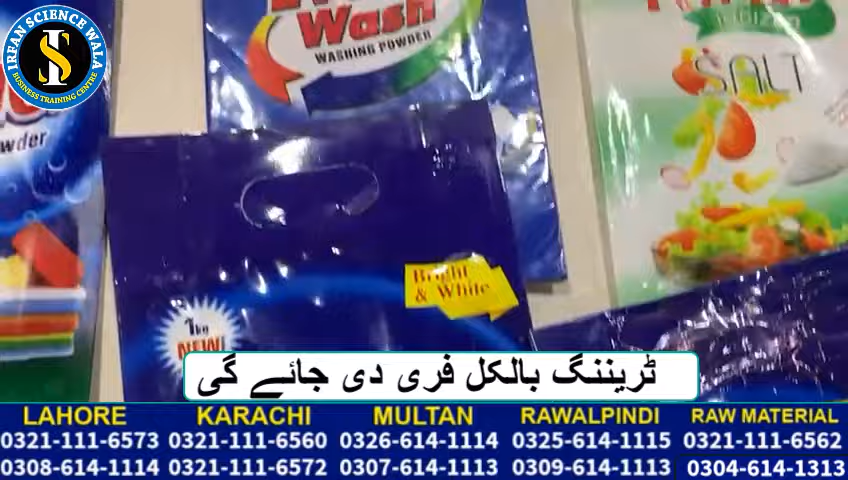 IRFAN SCIENCE WALA
IS
BUSINESS TRAINING CENTRE
wder
Wash
WASHING POWDER
SALT
Bright
& White
1kg
NEW!
ٹریننگ بالکل فری دی جائے گی
LAHORE KARACHI MULTAN RAWALPINDI RAW MATERIAL
0321-111-6573 0321-111-6560 0326-614-1114 0325-614-1115 0321-111-6562
0308-614-1114 0321-111-6572 0307-614-1113 0309-614-1113 0304-614-1313